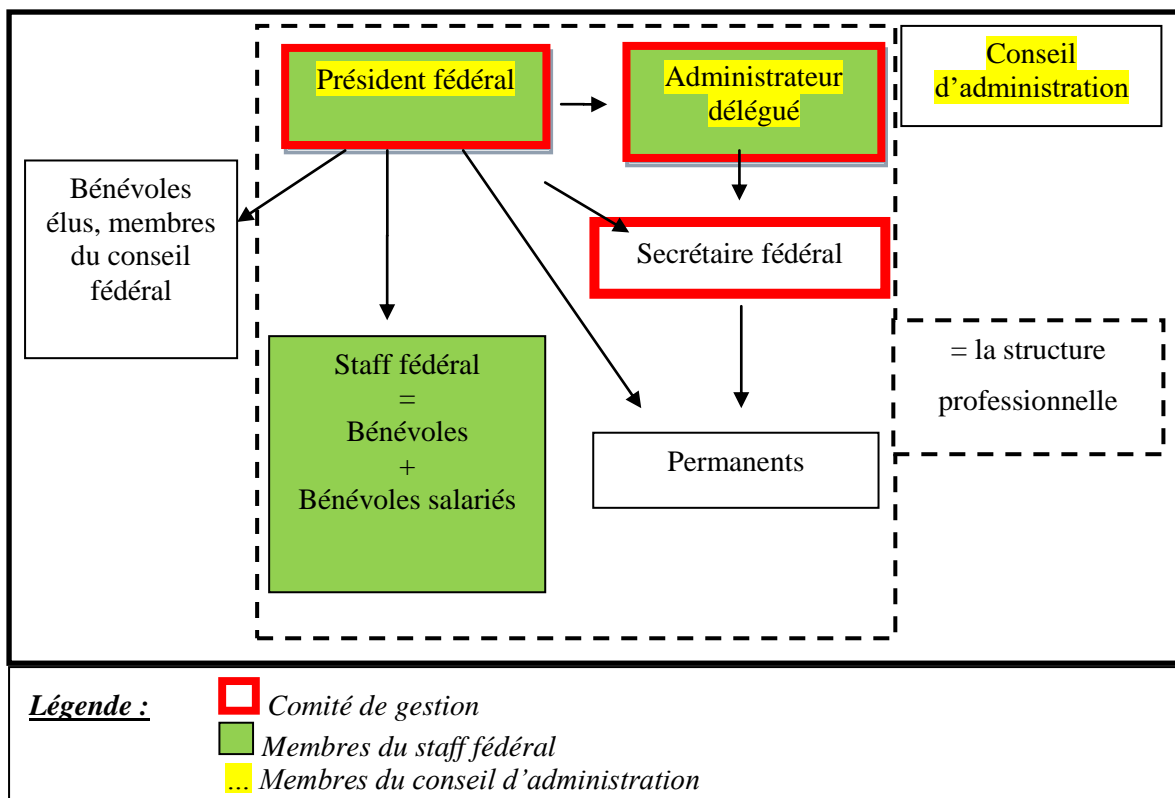 Président fédéral
Administrateur
délégué
Conseil
d’administration
Bénévoles
élus, membres
du conseil
fédéral
Secrétaire fédéral
Staff fédéral
=
Bénévoles
+
Bénévoles salariés
= la structure
professionnelle
Permanents
Légende :
Comité de gestion
Membres du staff fédéral
... Membres du conseil d’administration